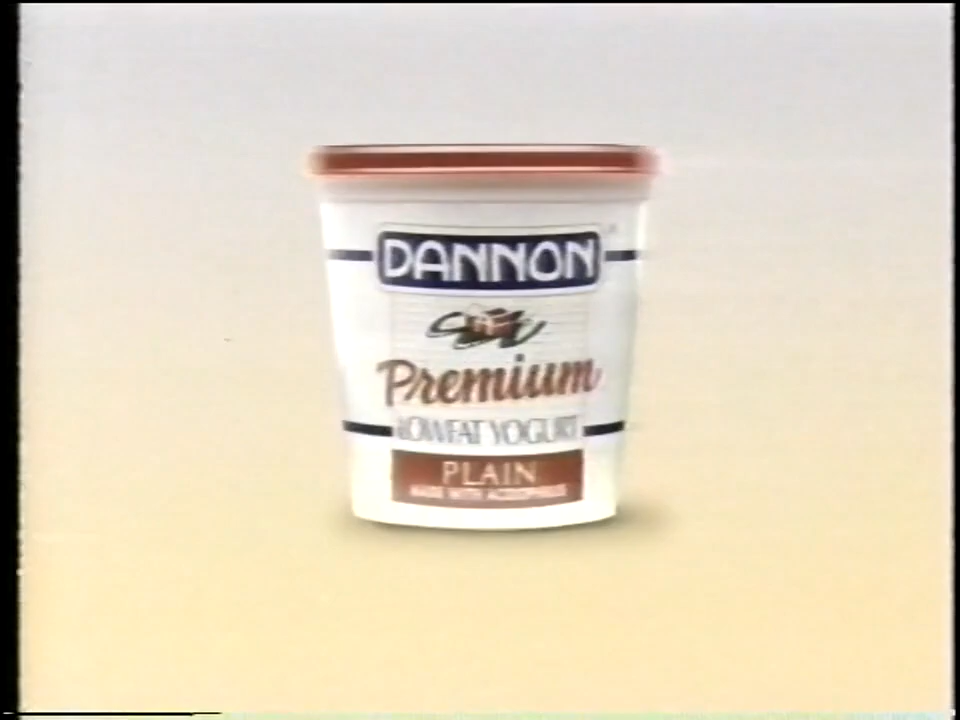 DANNON
Premium
LOWFAT YOGURT
PLAIN
MADE WITH ACIDOPHILUS